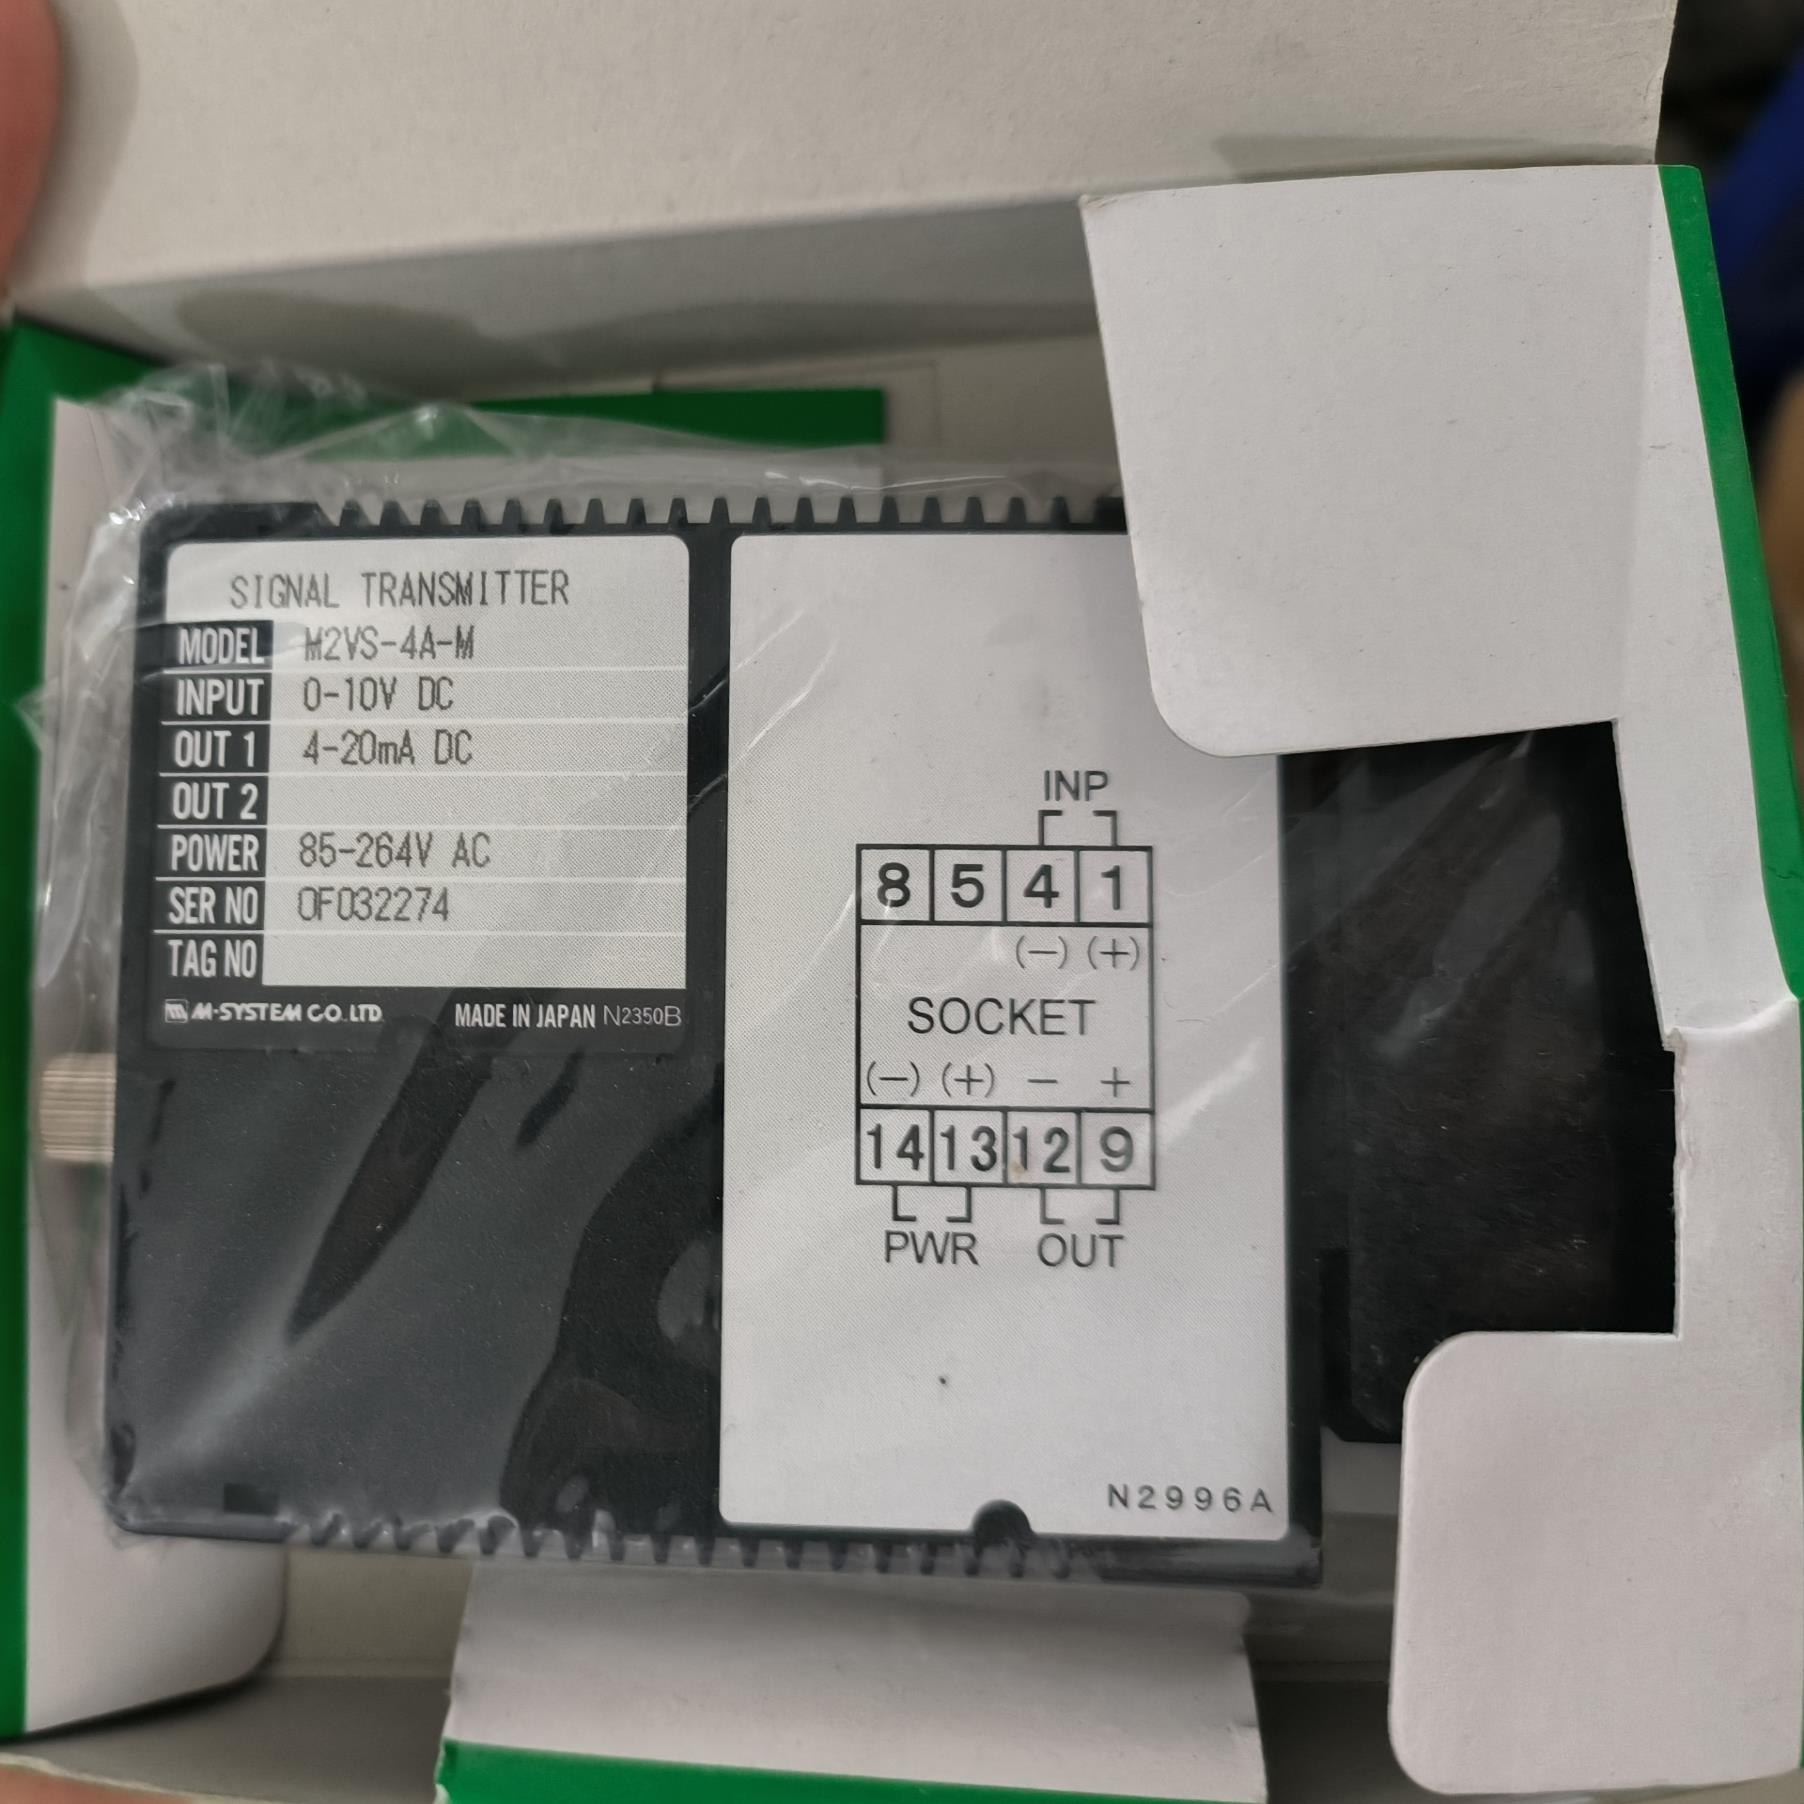 SIGNAL TRANSMITTER
MODEL M2VS-4A-M
INPUT 0-10V DC
OUT 1 4-20mA DC
OUT 2
POWER 85-264V AC
SER NO 0F032274
TAG NO
M-SYSTEM CO.,LTD. MADE IN JAPAN N2350B
INP
8 5 4 1
(−) (+)
SOCKET
(−) (+) − +
14 13 12 9
PWR OUT
N2996A